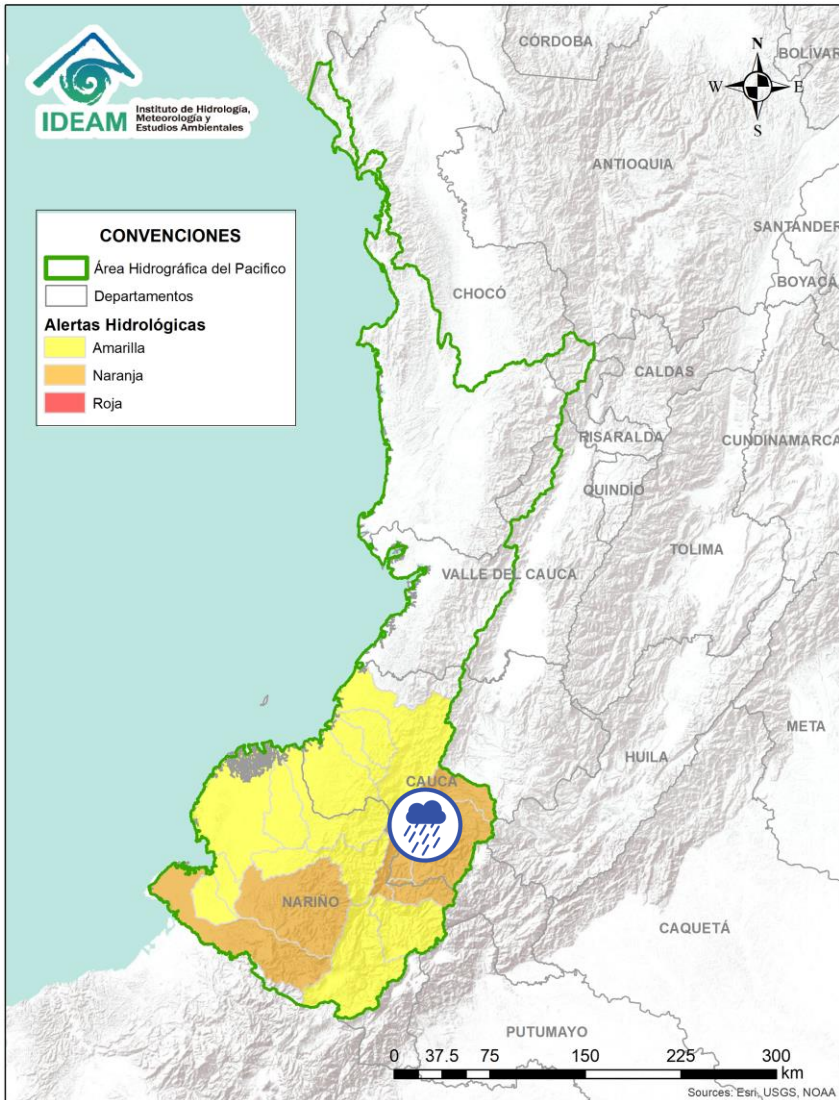 IDEAM
Instituto de Hidrología,
Meteorología y
Estudios Ambientales
CÓRDOBA
BOLÍVAR
N
W E
S
ANTIOQUIA
SANTANDER
BOYACÁ
CONVENCIONES
Área Hidrográfica del Pacifico
Departamentos
Alertas Hidrológicas
Amarilla
Naranja
Roja
CHOCÓ
CALDAS
RISARALDA
CUNDINAMARCA
QUINDÍO
TOLIMA
VALLE DEL CAUCA
META
HUILA
CAUCA
NARIÑO
CAQUETÁ
PUTUMAYO
0 37.5 75 150 225 300
km
Sources: Esri, USGS, NOAA